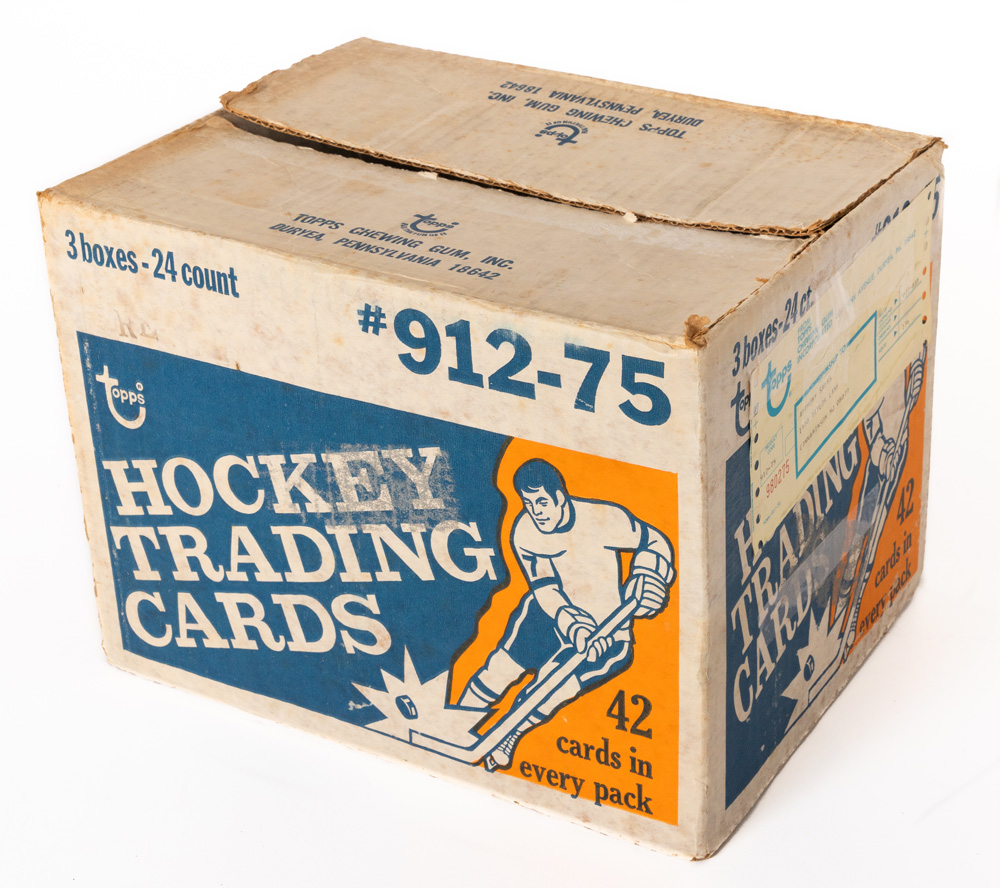 TOPPS CHEWING GUM, INC.
DURYEA, PENNSYLVANIA 18642
topps
topps
TOPPS CHEWING GUM, INC.
DURYEA, PENNSYLVANIA 18642
3 boxes - 24 count
#912-75
topps
HOCKEY
TRADING
CARDS
42
cards in
every pack
3 boxes - 24 ct.
topps
980275
TRADING
CARDS
42
cards in
every pack